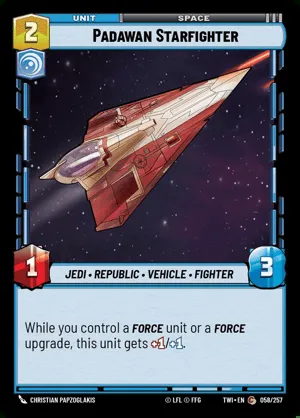 2
UNIT
SPACE
PADAWAN STARFIGHTER
1
3
JEDI • REPUBLIC • VEHICLE • FIGHTER
While you control a FORCE unit or a FORCE
upgrade, this unit gets +1/+1.
CHRISTIAN PAPZOGLAKIS
© LFL © FFG
TWI • EN C 058/257